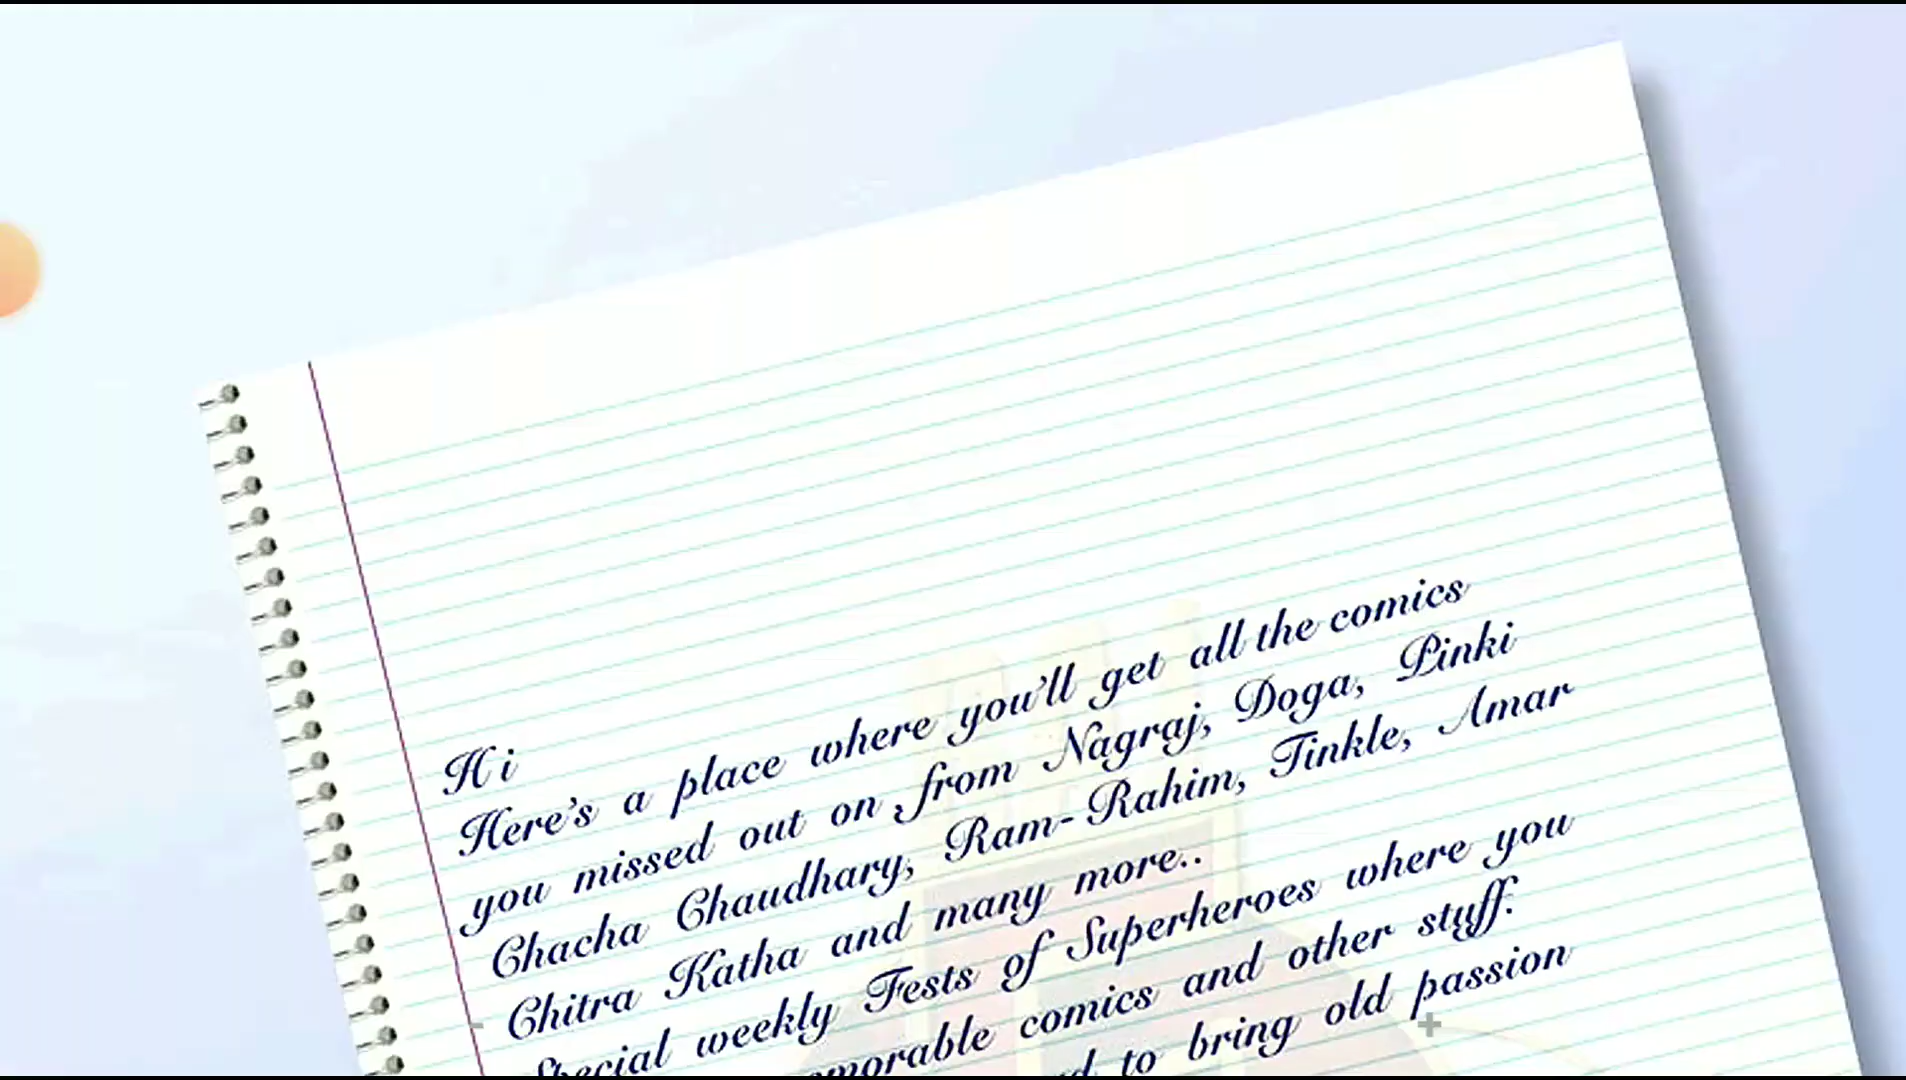 Hi
Here's a place where you'll get all the comics
you missed out on from Nagraj, Doga, Pinki
Chacha Chaudhary, Ram-Rahim, Tinkle, Amar
Chitra Katha and many more..
Special weekly Fests of Superheroes where you
comics and other stuff.
to bring old passion